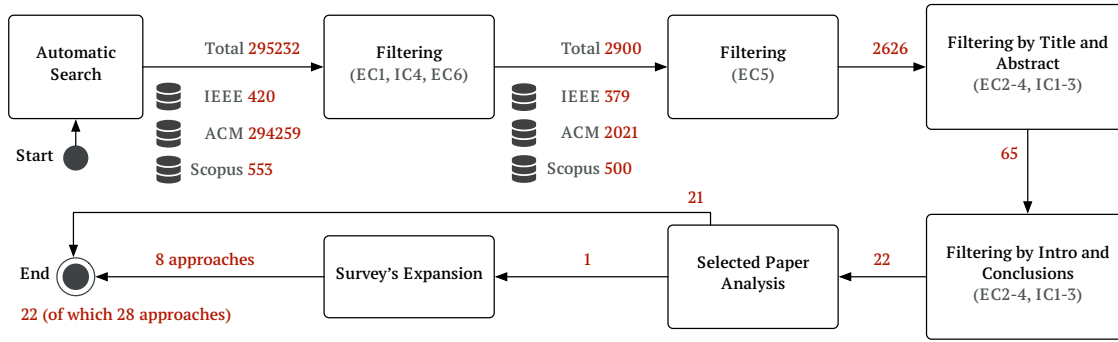 Automatic
Search
Total 295232
IEEE 420
ACM 294259
Scopus 553
Start
Filtering
(EC1, IC4, EC6)
Total 2900
IEEE 379
ACM 2021
Scopus 500
Filtering
(EC5)
2626
Filtering by Title and
Abstract
(EC2-4, IC1-3)
65
Filtering by Intro and
Conclusions
(EC2-4, IC1-3)
22
Selected Paper
Analysis
21
1
Survey's Expansion
8 approaches
End
22 (of which 28 approaches)